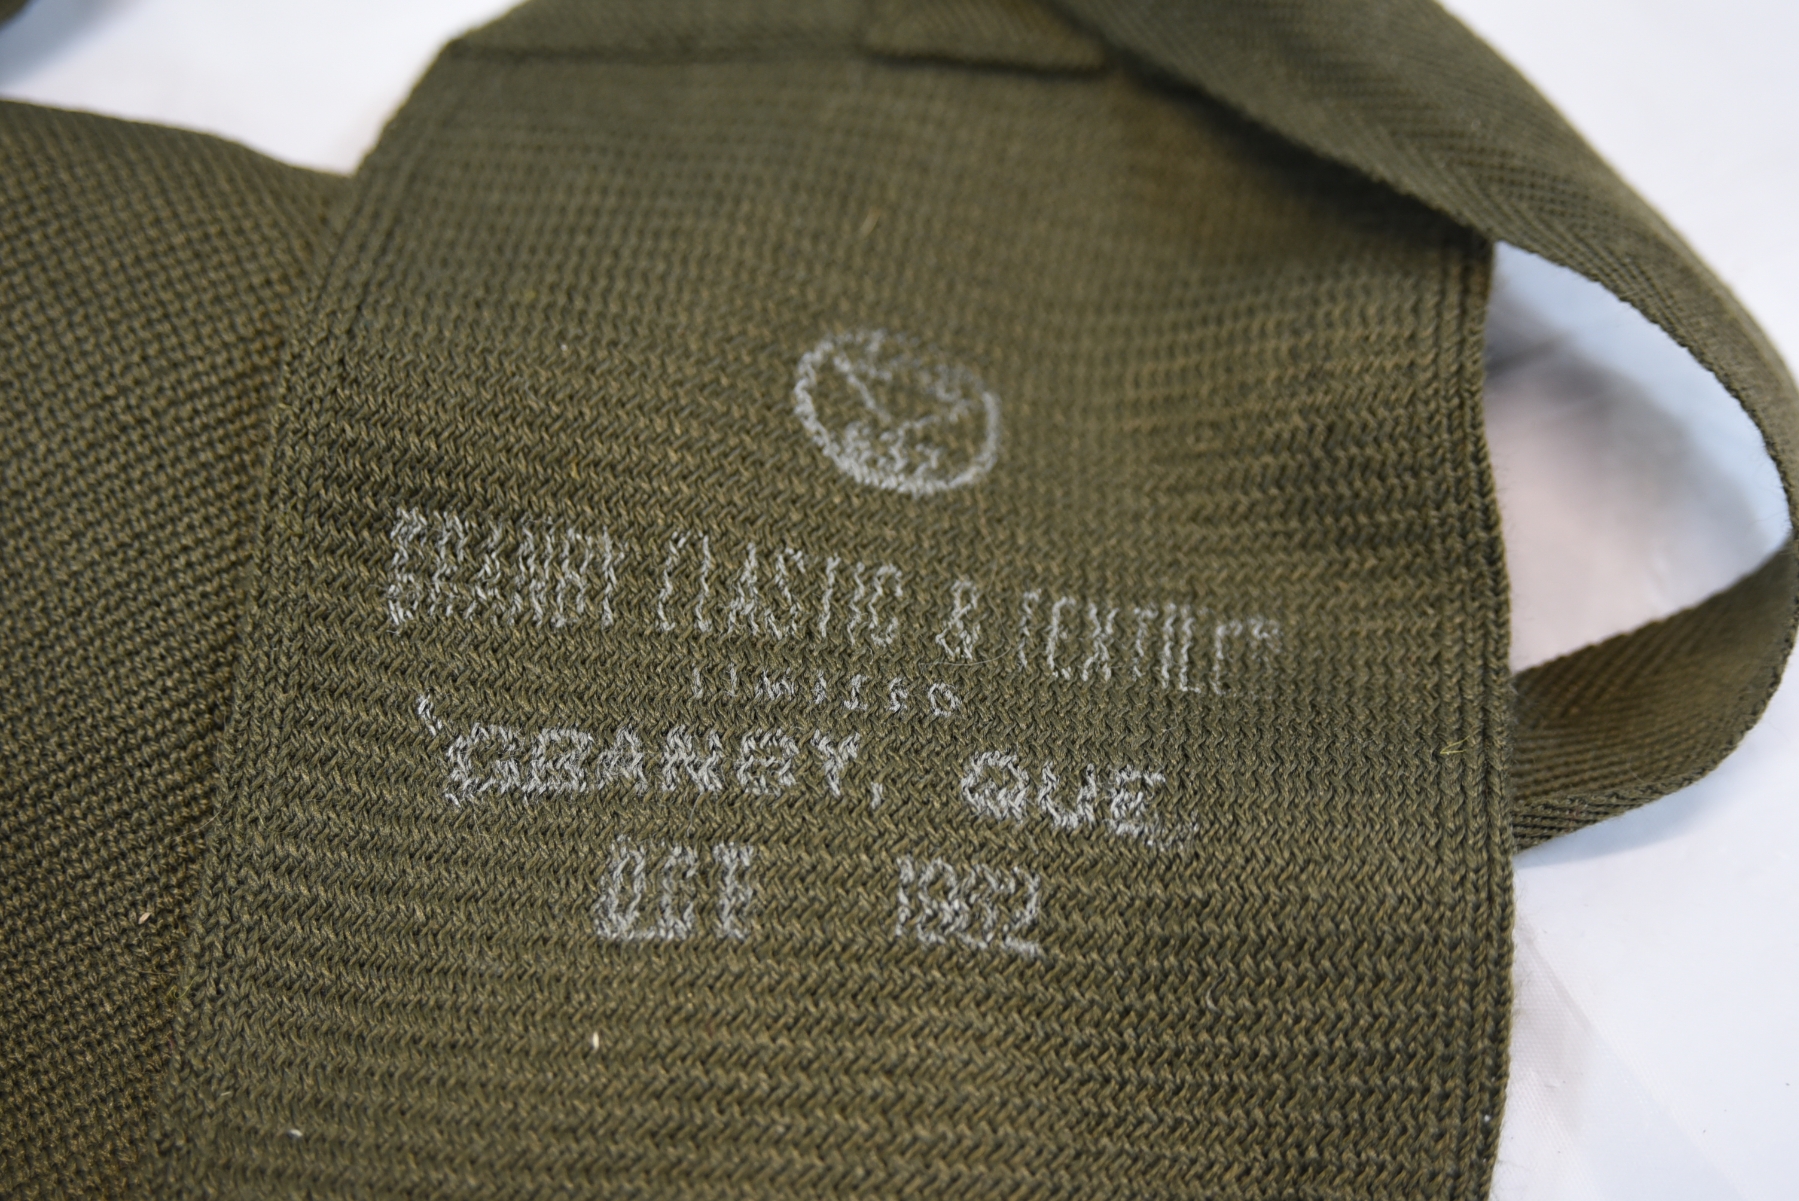 GRANBY ELASTIC & TEXTILES
LIMITED
GRANBY, QUE.
OCT 1952